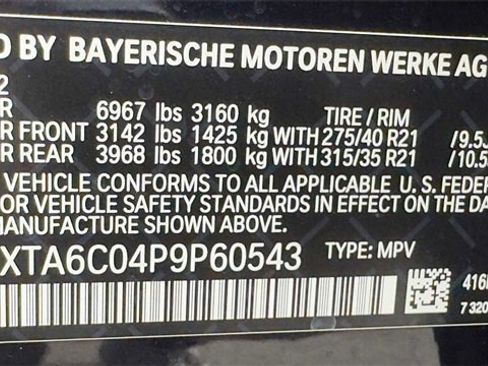 D BY BAYERISCHE MOTOREN WERKE AG
2
R 6967 lbs 3160 kg TIRE / RIM
R FRONT 3142 lbs 1425 kg WITH 275/40 R21 /9.5J
R REAR 3968 lbs 1800 kg WITH 315/35 R21 /10.5
VEHICLE CONFORMS TO ALL APPLICABLE U. S. FEDER
OR VEHICLE SAFETY STANDARDS IN EFFECT ON THE DA
MANUFACTURE SHOWN ABOVE.
XTA6C04P9P60543 TYPE: MPV
416
7 320